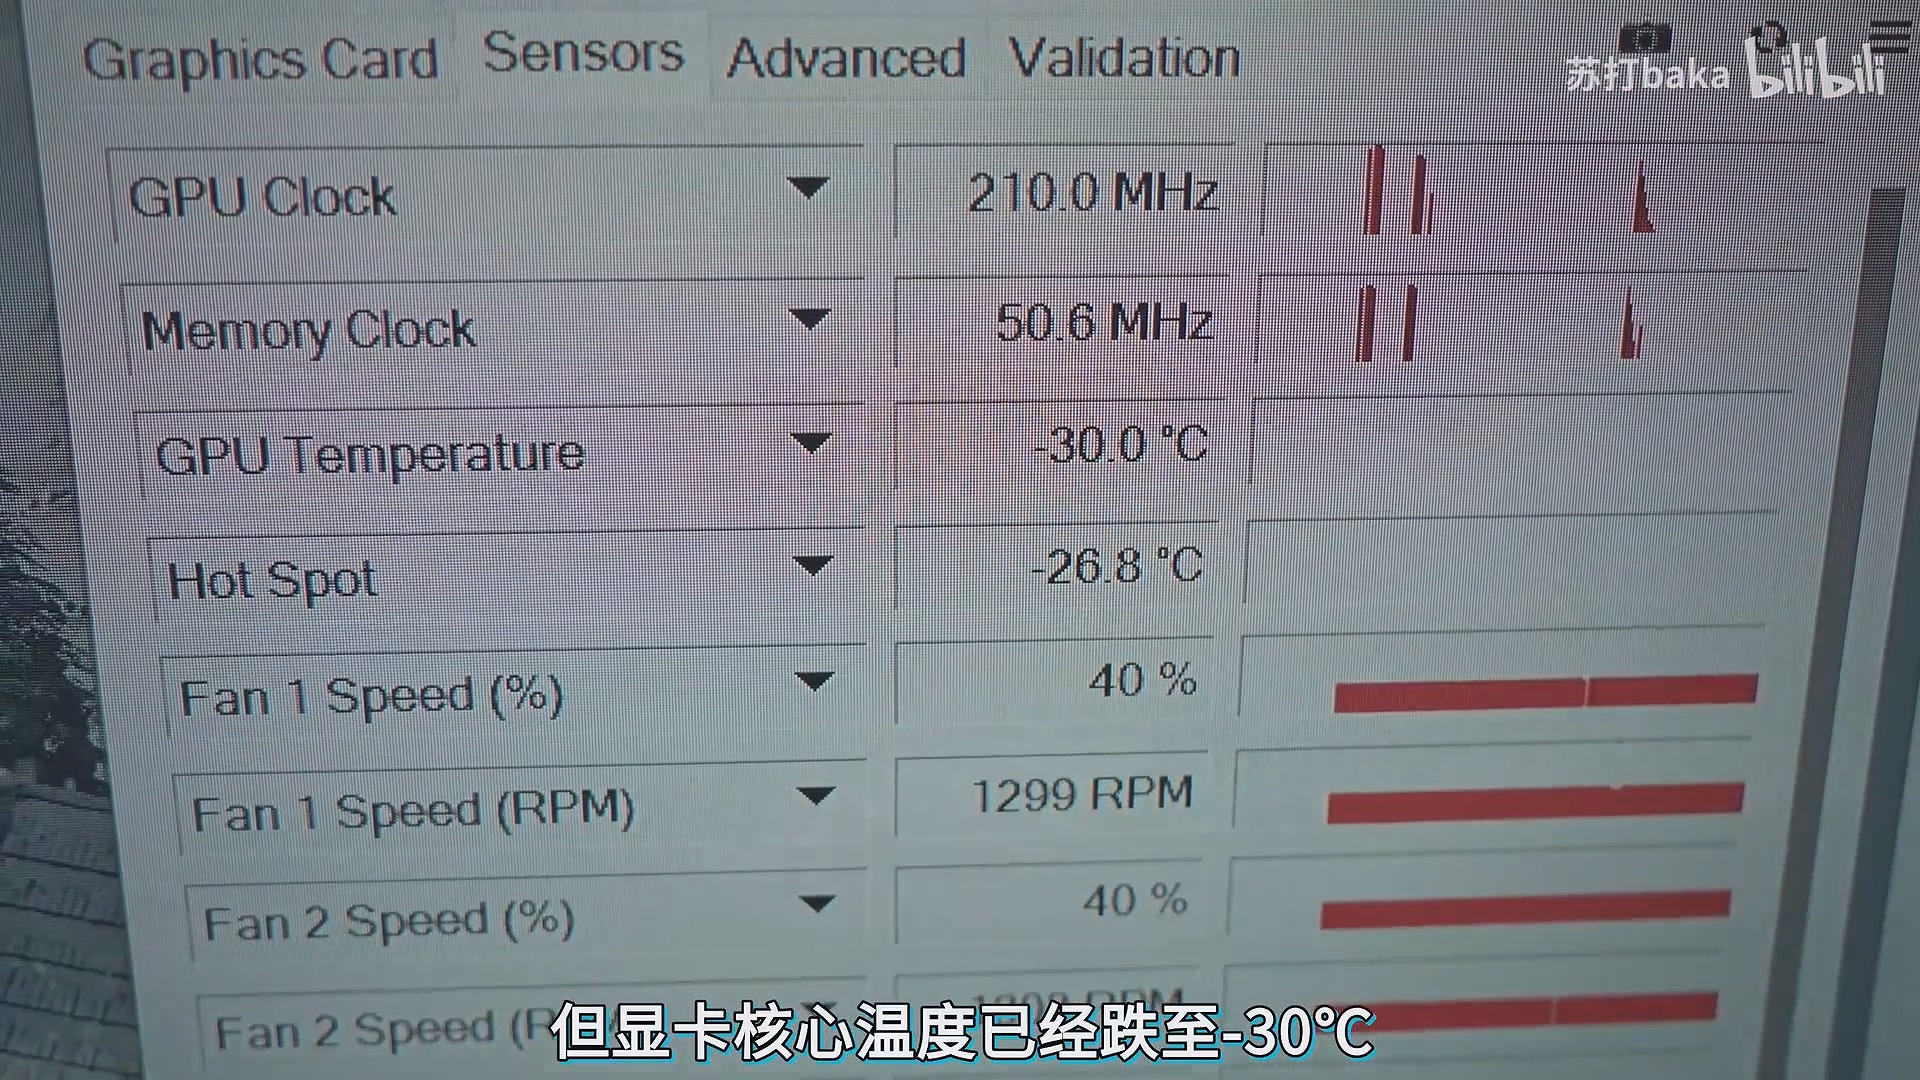 Graphics Card Sensors Advanced Validation
苏打baka bilibili
GPU Clock 210.0 MHz
Memory Clock 50.6 MHz
GPU Temperature -30.0 °C
Hot Spot -26.8 °C
Fan 1 Speed (%) 40 %
Fan 1 Speed (RPM) 1299 RPM
Fan 2 Speed (%) 40 %
Fan 2 Speed
但显卡核心温度已经跌至-30℃